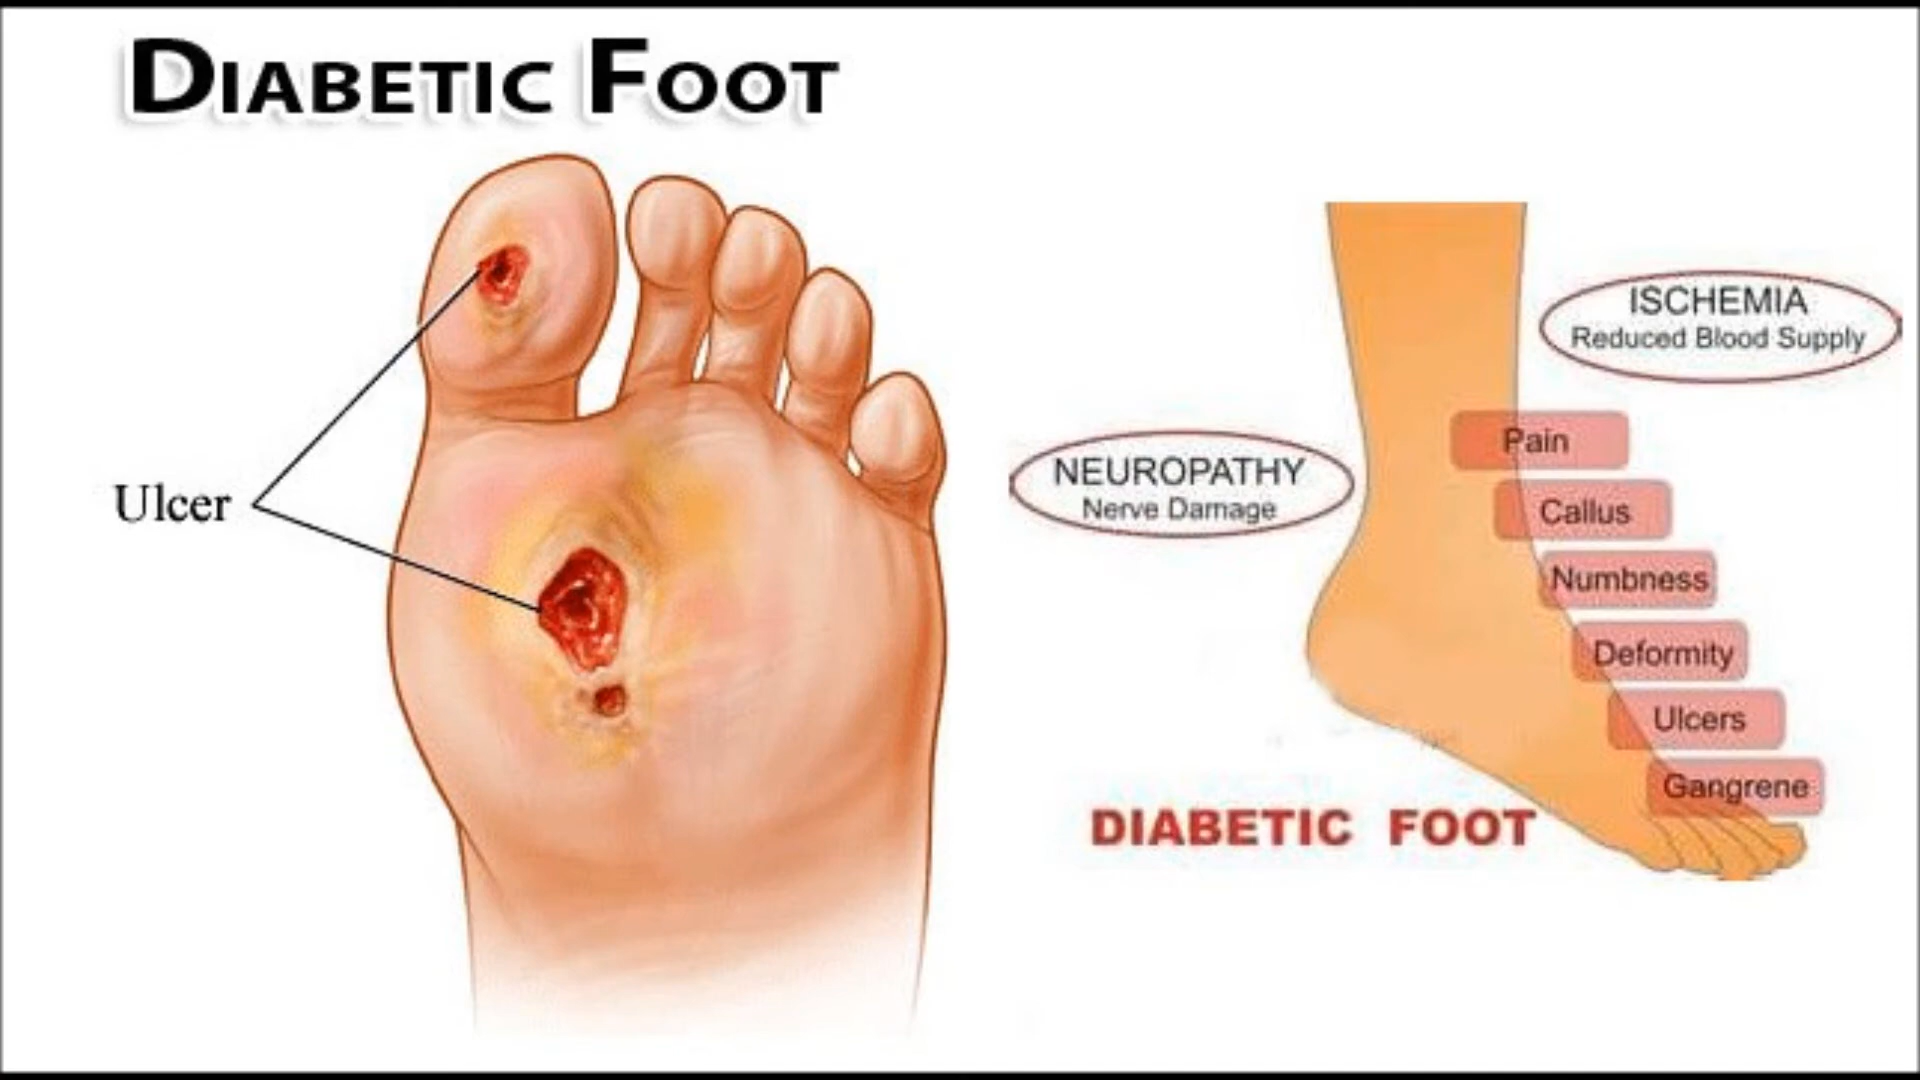 DIABETIC FOOT
Ulcer
ISCHEMIA
Reduced Blood Supply
NEUROPATHY
Nerve Damage
Pain
Callus
Numbness
Deformity
Ulcers
Gangrene
DIABETIC FOOT